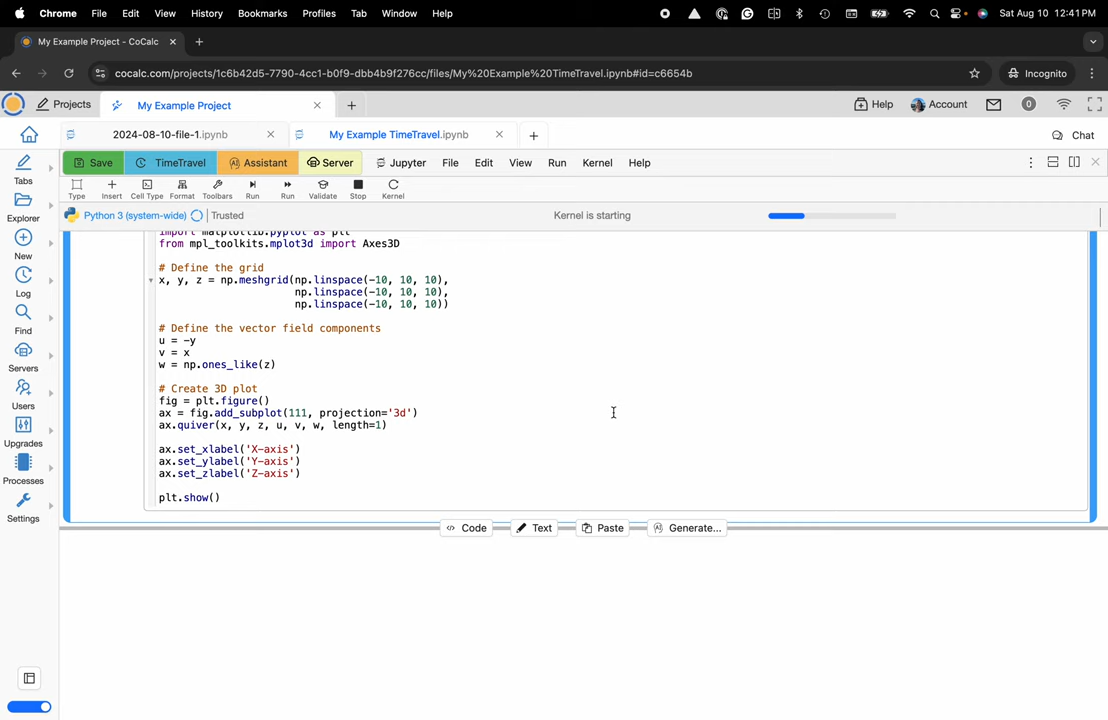 Chrome File Edit View History Bookmarks Profiles Tab Window Help Sat Aug 10 12:41 PM
My Example Project - CoCalc
cocalc.com/projects/1c6b42d5-7790-4cc1-b0f9-dbb4b9f276cc/files/My%20Example%20TimeTravel.ipynb#id=c6654b Incognito
Projects My Example Project Help Account 0
2024-08-10-file-1.ipynb My Example TimeTravel.ipynb Chat
Save TimeTravel Assistant Server Jupyter File Edit View Run Kernel Help
Type Insert Cell Type Format Toolbars Run Run Validate Stop Kernel
Python 3 (system-wide) Trusted Kernel is starting
Tabs
Explorer
New
Log
Find
Servers
Users
Upgrades
Processes
Settings
import matplotlib.pyplot as plt
from mpl_toolkits.mplot3d import Axes3D
# Define the grid
x, y, z = np.meshgrid(np.linspace(-10, 10, 10),
np.linspace(-10, 10, 10),
np.linspace(-10, 10, 10))
# Define the vector field components
u = -y
v = x
w = np.ones_like(z)
# Create 3D plot
fig = plt.figure()
ax = fig.add_subplot(111, projection='3d')
ax.quiver(x, y, z, u, v, w, length=1)
ax.set_xlabel('X-axis')
ax.set_ylabel('Y-axis')
ax.set_zlabel('Z-axis')
plt.show()
Code Text Paste Generate...